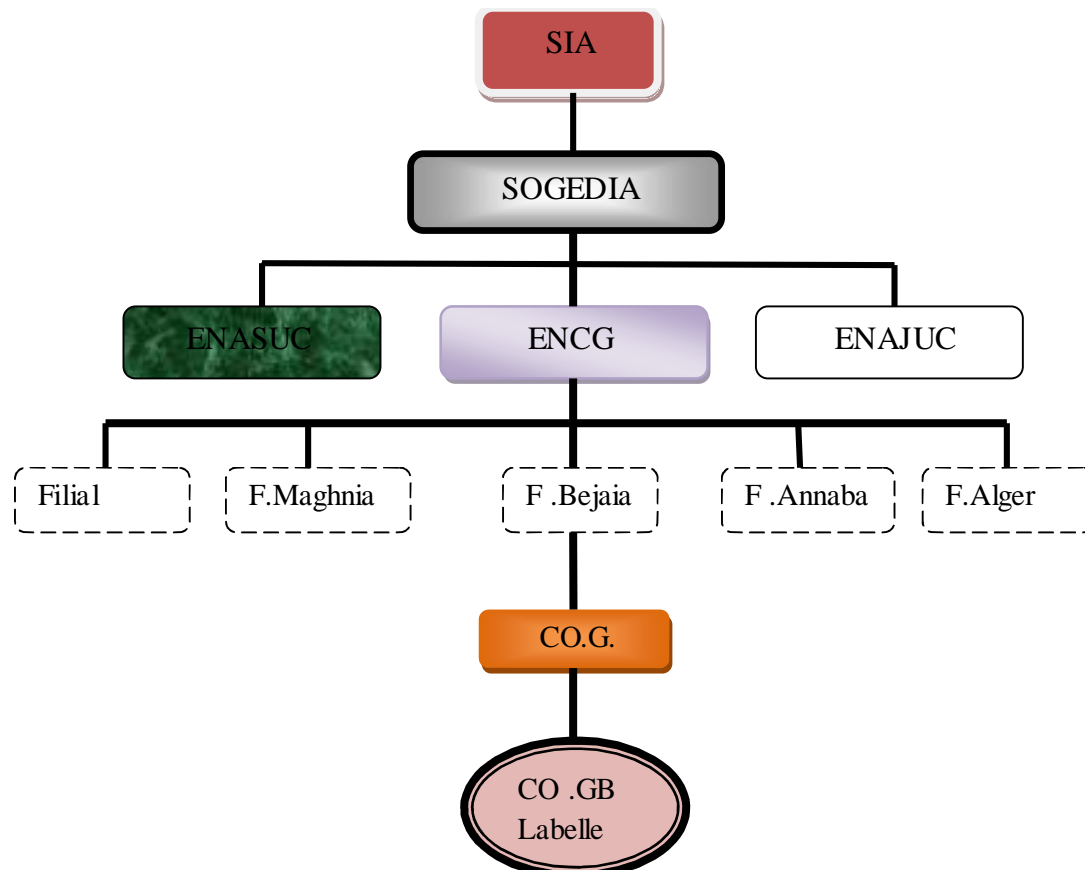 SIA
SOGEDIA
ENASUC
ENCG
ENAJUC
Filial
F.Maghnia
F .Bejaia
F .Annaba
F.Alger
CO.G.
CO .GB
Labelle